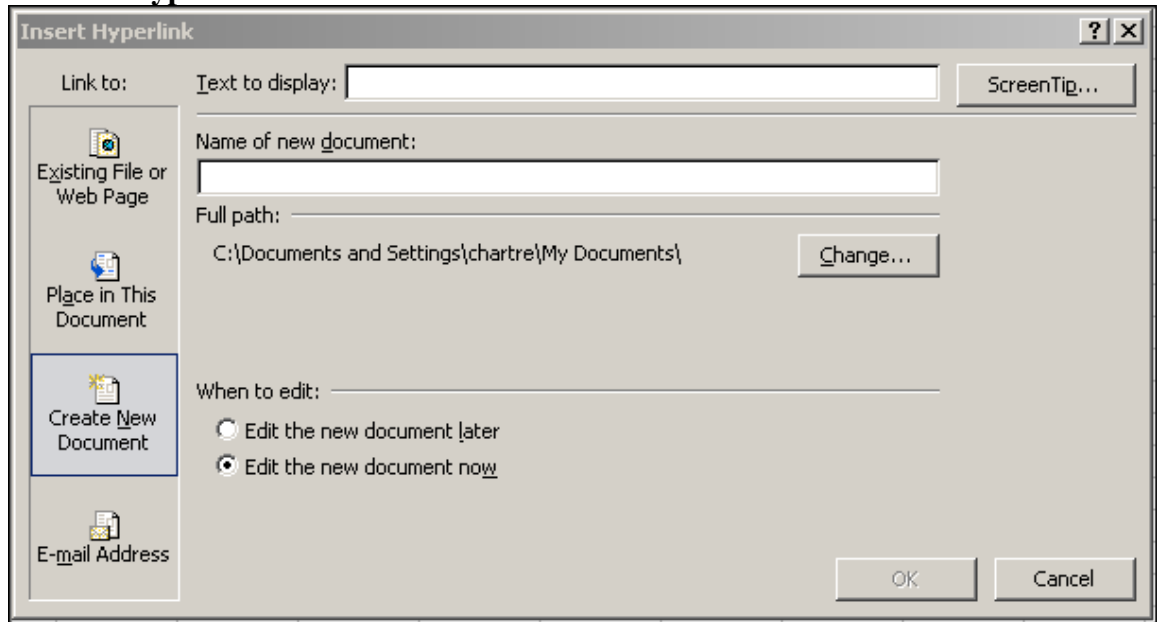 Insert Hyperlink
Link to:
Text to display:
ScreenTip...
Existing File or
Web Page
Name of new document:
Full path:
C:\Documents and Settings\chartre\My Documents\
Change...
Place in This
Document
Create New
Document
When to edit:
Edit the new document later
Edit the new document now
E-mail Address
OK
Cancel